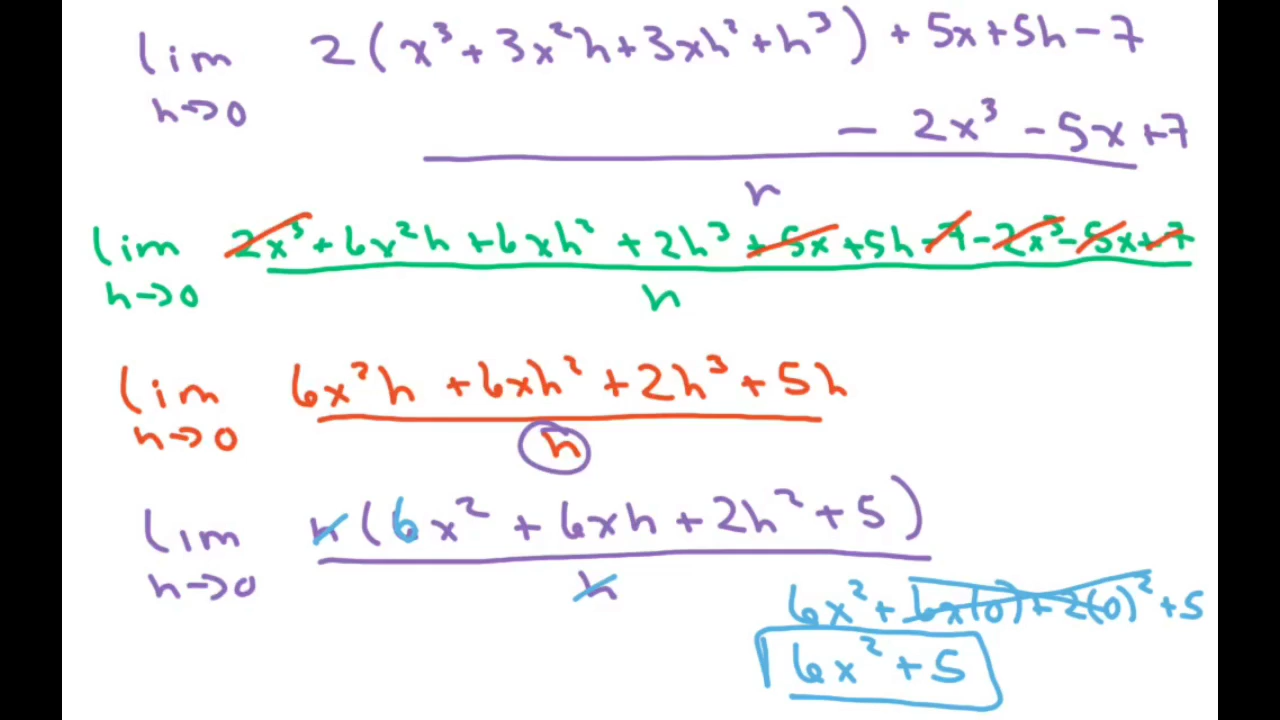 lim 2(x³ + 3x²h + 3xh² + h³) + 5x + 5h - 7
h→0
- 2x³ - 5x + 7
h
lim 2x³ + 6x²h + 6xh² + 2h³ + 5x + 5h - 7 - 2x³ - 5x + 7
h→0 h
lim 6x²h + 6xh² + 2h³ + 5h
h→0 h
lim h(6x² + 6xh + 2h² + 5)
h→0 h
6x² + 6x(0) + 2(0)² + 5
6x² + 5